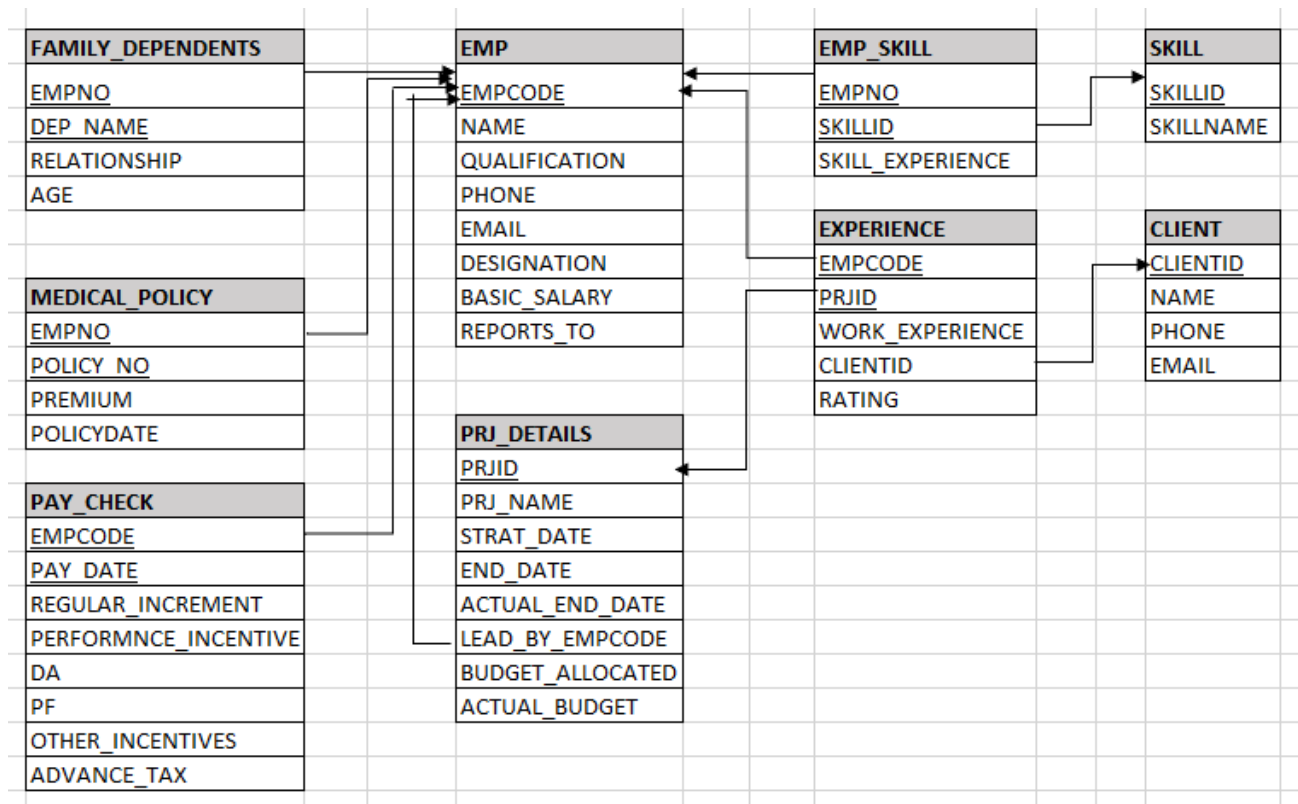 FAMILY_DEPENDENTS
EMPNO
DEP_NAME
RELATIONSHIP
AGE
MEDICAL_POLICY
EMPNO
POLICY_NO
PREMIUM
POLICYDATE
PAY_CHECK
EMPCODE
PAY_DATE
REGULAR_INCREMENT
PERFORMNCE_INCENTIVE
DA
PF
OTHER_INCENTIVES
ADVANCE_TAX
EMP
EMPCODE
NAME
QUALIFICATION
PHONE
EMAIL
DESIGNATION
BASIC_SALARY
REPORTS_TO
PRJ_DETAILS
PRJID
PRJ_NAME
STRAT_DATE
END_DATE
ACTUAL_END_DATE
LEAD_BY_EMPCODE
BUDGET_ALLOCATED
ACTUAL_BUDGET
EMP_SKILL
EMPNO
SKILLID
SKILL_EXPERIENCE
EXPERIENCE
EMPCODE
PRJID
WORK_EXPERIENCE
CLIENTID
RATING
SKILL
SKILLID
SKILLNAME
CLIENT
CLIENTID
NAME
PHONE
EMAIL